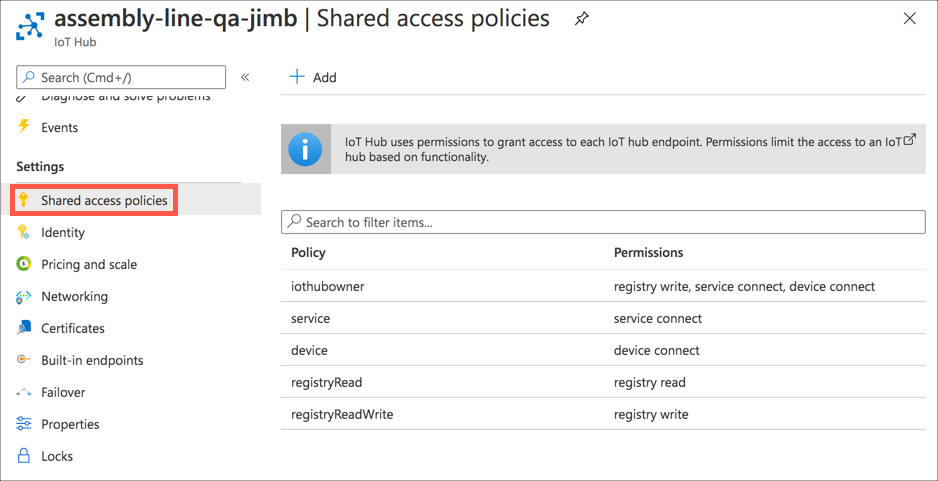 assembly-line-qa-jimb | Shared access policies
IoT Hub
Search (Cmd+/)
«
Add
Diagnose and solve problems
Events
IoT Hub uses permissions to grant access to each IoT hub endpoint. Permissions limit the access to an IoT
hub based on functionality.
Settings
Shared access policies
Identity
Pricing and scale
Networking
Certificates
Built-in endpoints
Failover
Properties
Locks
Search to filter items...
Policy Permissions
iothubowner registry write, service connect, device connect
service service connect
device device connect
registryRead registry read
registryReadWrite registry write